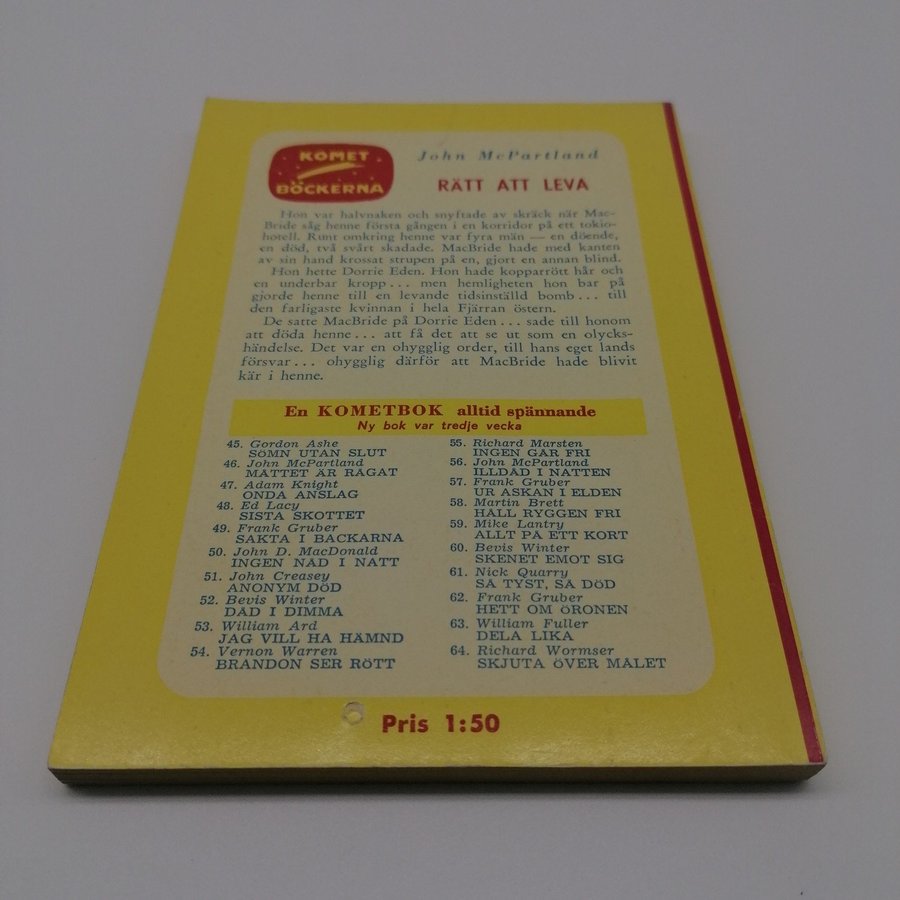 KOMET
BÖCKERNA
John McPartland
RÄTT ATT LEVA
Hon var halvnaken och snyftade av skräck när Mac-
Bride såg henne första gången i en korridor på ett tokio-
hotell. Runt omkring henne var fyra män — en döende,
en död, två svårt skadade. MacBride hade med kanten
av sin hand krossat strupen på en, gjort en annan blind.
Hon hette Dorrie Eden. Hon hade kopparrött hår och
en underbar kropp... men hemligheten hon bar på
gjorde henne till en levande tidsinställd bomb... till
den farligaste kvinnan i hela Fjärran östern.
De satte MacBride på Dorrie Eden... sade till honom
att döda henne... att få det att se ut som en olycks-
händelse. Det var en ohygglig order, till hans eget lands
försvar... ohygglig därför att MacBride hade blivit
kär i henne.
En KOMETBOK alltid spännande
Ny bok var tredje vecka
45. Gordon Ashe
SÖMN UTAN SLUT
46. John McPartland
MÅTTET ÄR RÅGAT
47. Adam Knight
ONDA ANSLAG
48. Ed Lacy
SISTA SKOTTET
49. Frank Gruber
SAKTA I BACKARNA
50. John D. MacDonald
INGEN NÅD I NATT
51. John Creasey
ANONYM DÖD
52. Bevis Winter
DÅD I DIMMA
53. William Ard
JAG VILL HA HÄMND
54. Vernon Warren
BRANDON SER RÖTT
55. Richard Marsten
INGEN GÅR FRI
56. John McPartland
ILLDÅD I NATTEN
57. Frank Gruber
UR ASKAN I ELDEN
58. Martin Brett
HÅLL RYGGEN FRI
59. Mike Lantry
ALLT PÅ ETT KORT
60. Bevis Winter
SKENET EMOT SIG
61. Nick Quarry
SÅ TYST, SÅ DÖD
62. Frank Gruber
HETT OM ÖRONEN
63. William Fuller
DELA LIKA
64. Richard Wormser
SKJUTA ÖVER MÅLET
Pris 1:50